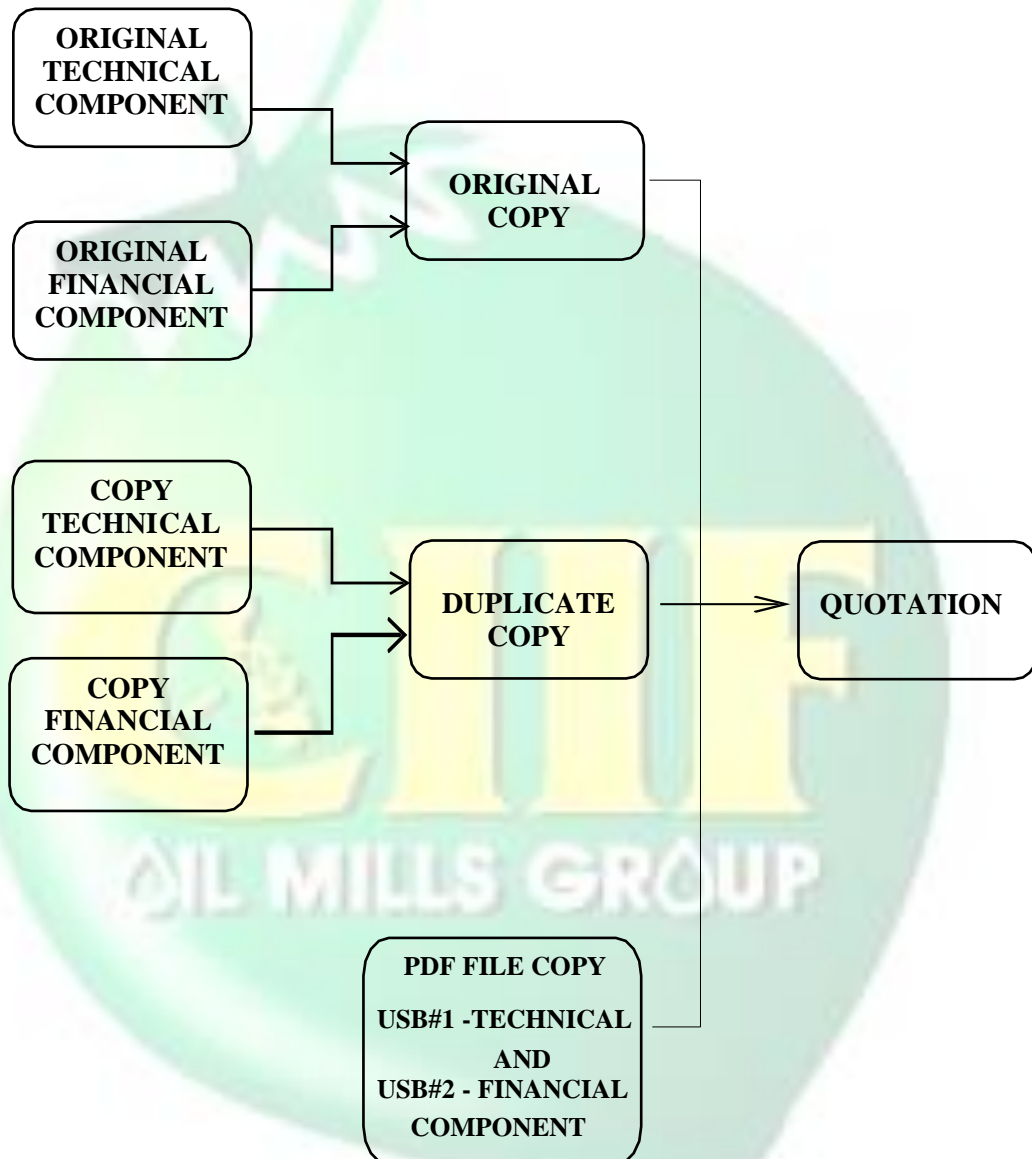 ORIGINAL
TECHNICAL
COMPONENT
ORIGINAL
COPY
ORIGINAL
FINANCIAL
COMPONENT
COPY
TECHNICAL
COMPONENT
DUPLICATE
COPY
QUOTATION
COPY
FINANCIAL
COMPONENT
CIIF
OIL MILLS GROUP
PDF FILE COPY
USB#1 -TECHNICAL
AND
USB#2 - FINANCIAL
COMPONENT